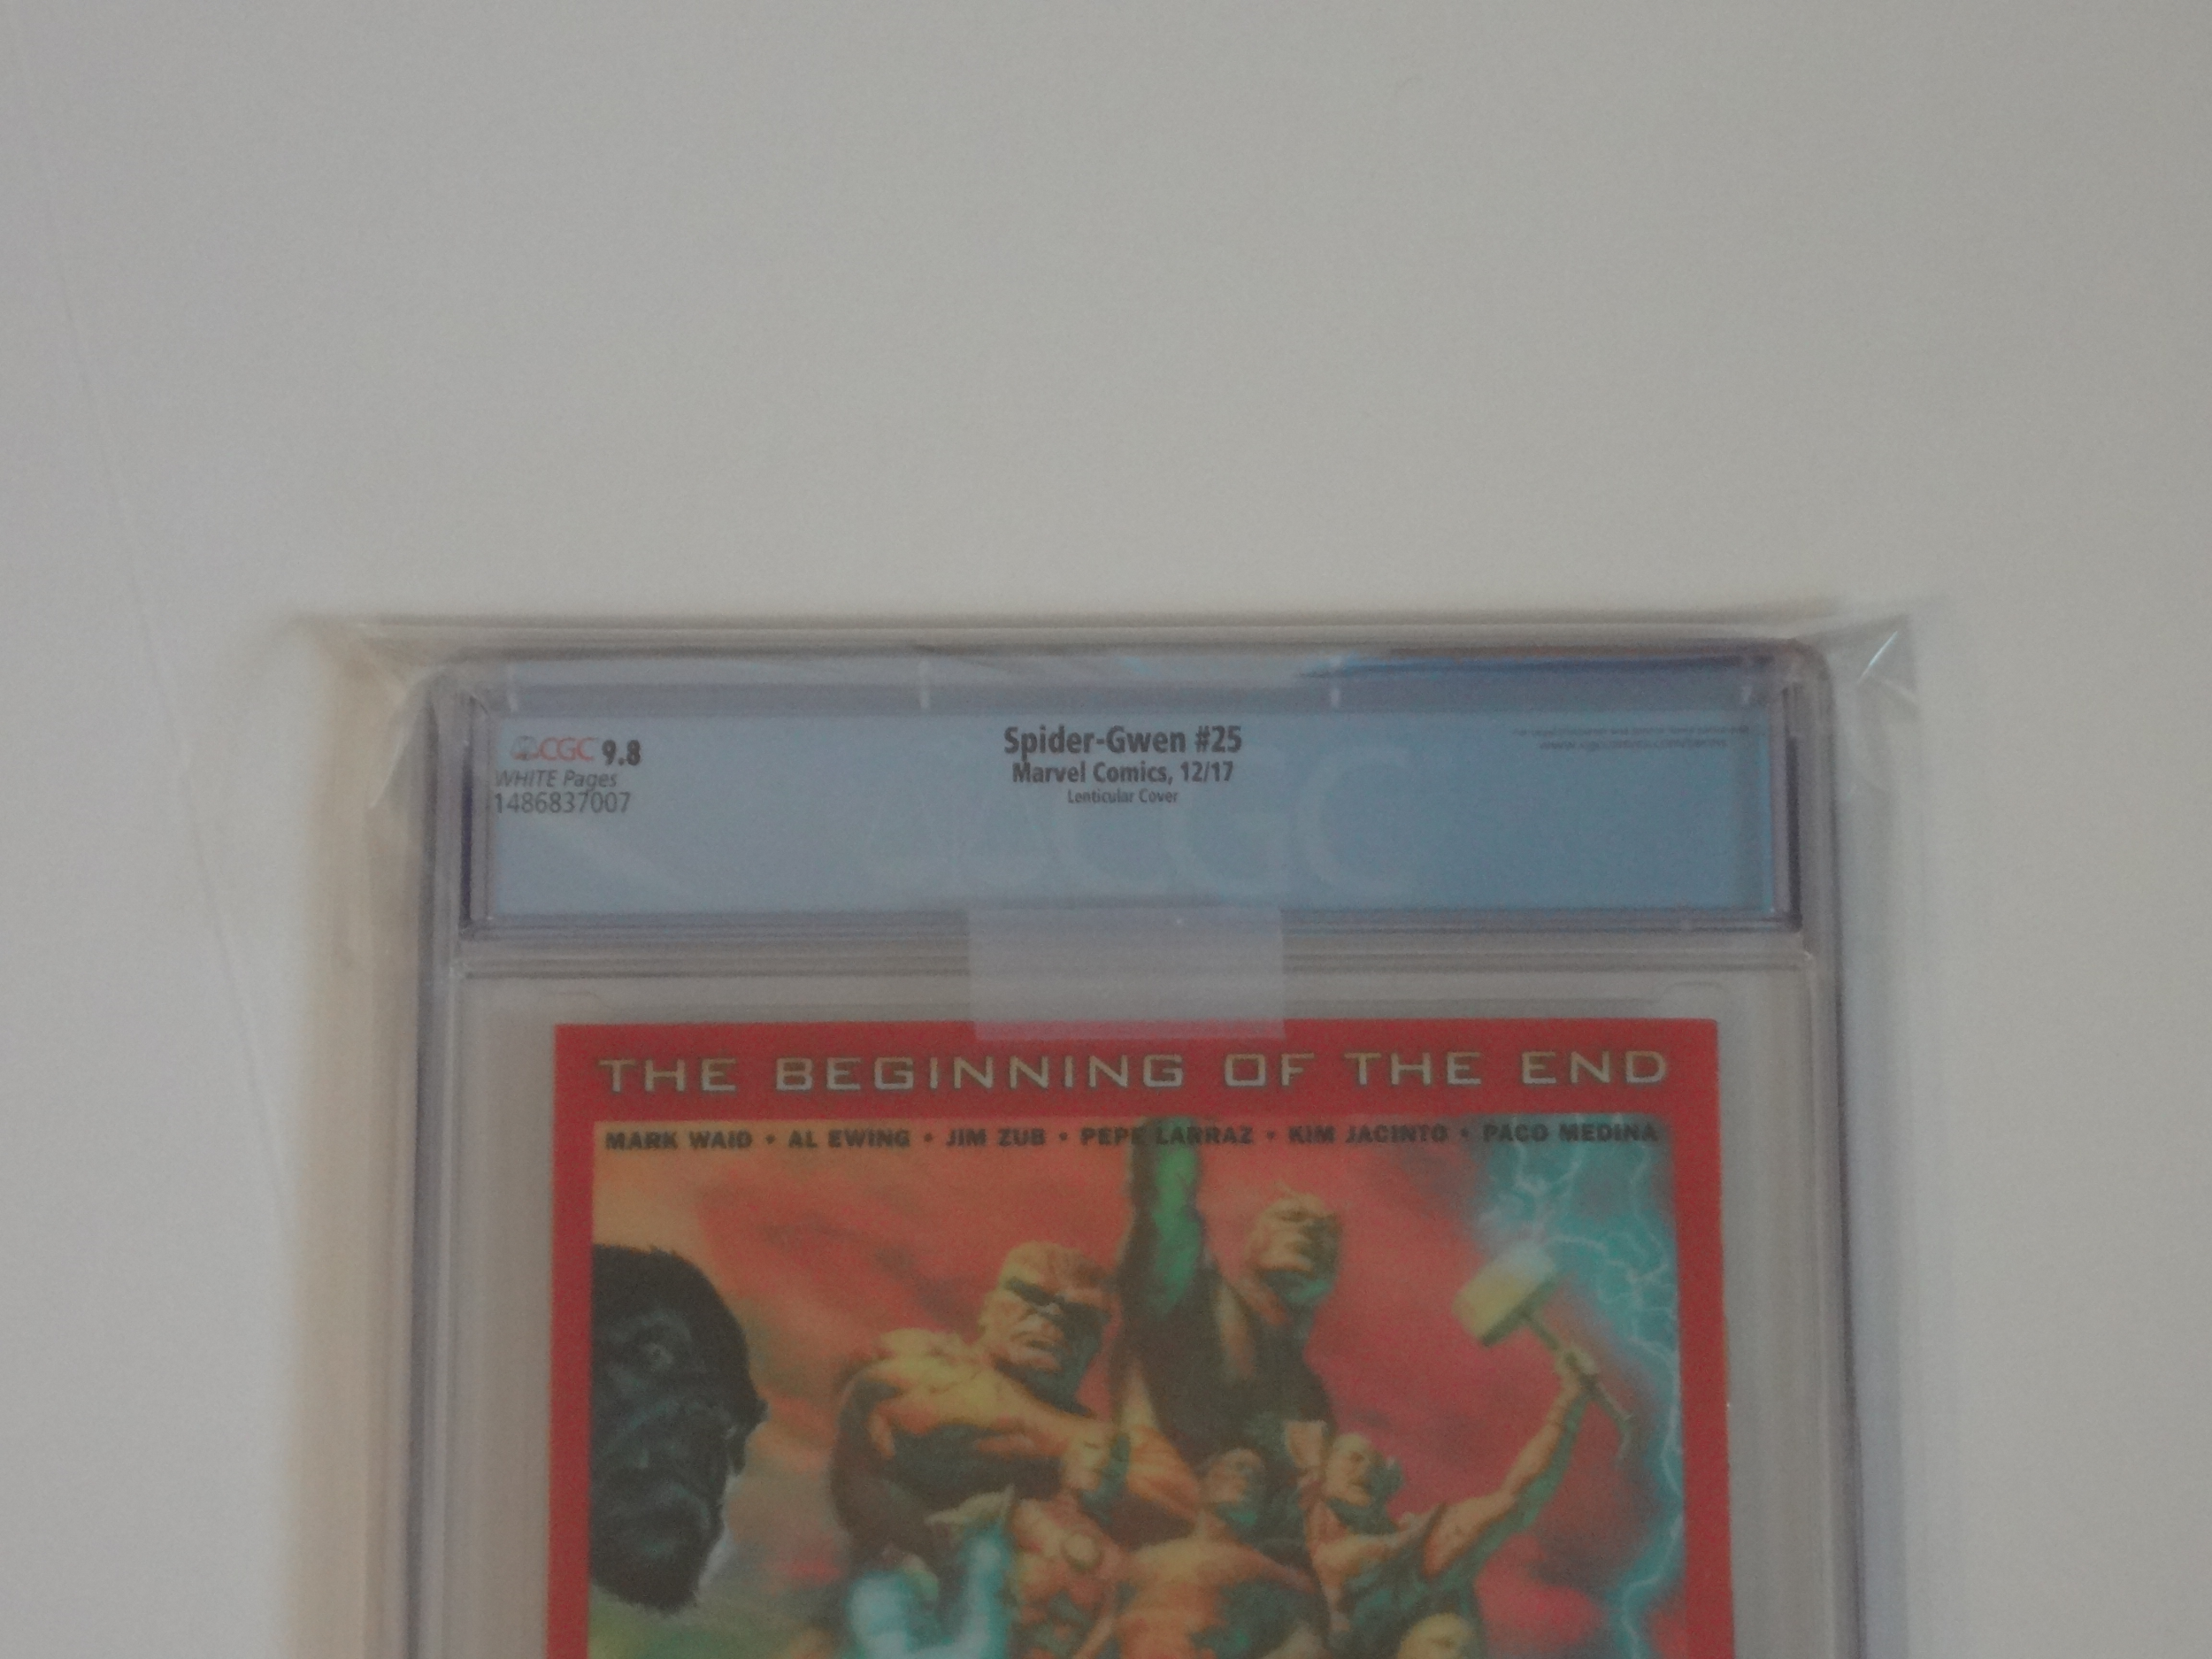 CGC 9.8
WHITE Pages
1486837007
Spider-Gwen #25
Marvel Comics, 12/17
Lenticular Cover
CGC
THE BEGINNING OF THE END
MARK WAID • AL EWING • JIM ZUB • PEPE LARRAZ • KIM JACINTO • PACO MEDINA